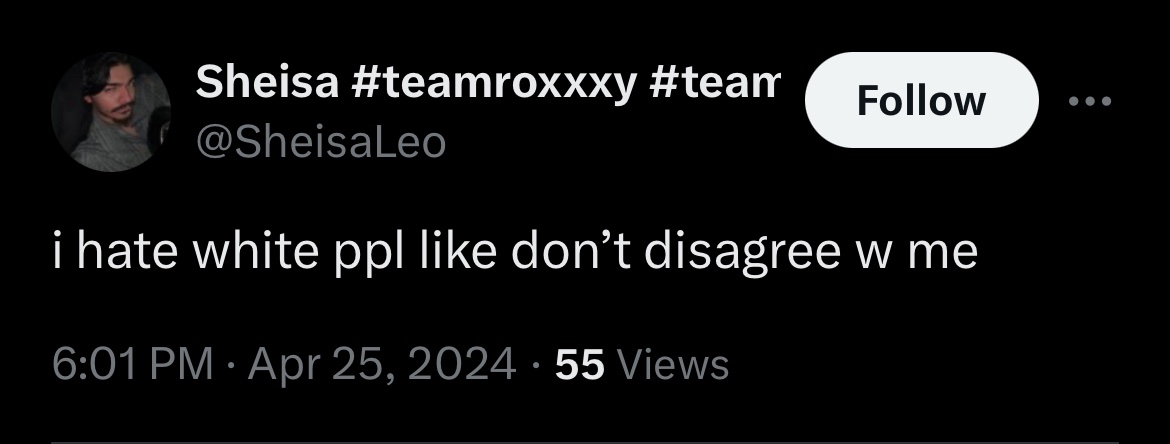 Sheisa #teamroxxxy #team
Follow
@SheisaLeo
i hate white ppl like don’t disagree w me
6:01 PM · Apr 25, 2024 · 55 Views